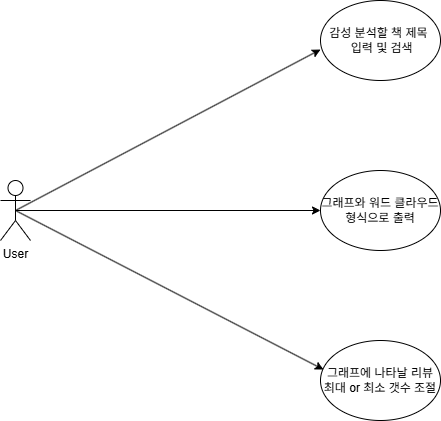 감성 분석할 책 제목
입력 및 검색
그래프와 워드 클라우드
형식으로 출력
User
그래프에 나타날 리뷰
최대 or 최소 갯수 조절